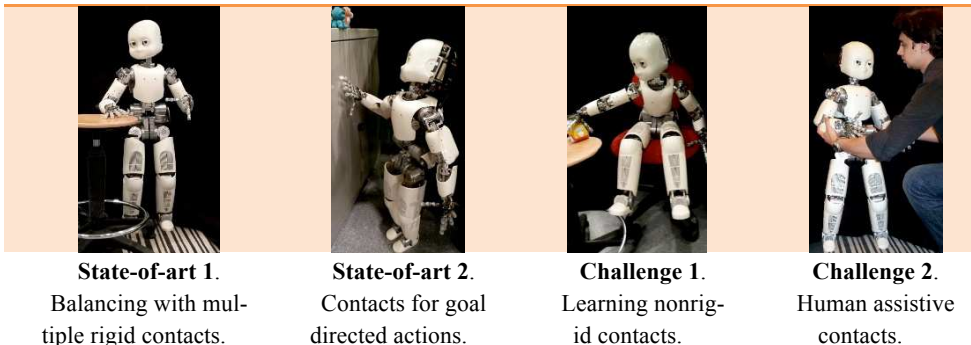 State-of-art 1.
Balancing with mul-
tiple rigid contacts.
State-of-art 2.
Contacts for goal
directed actions.
Challenge 1.
Learning nonrig-
id contacts.
Challenge 2.
Human assistive
contacts.